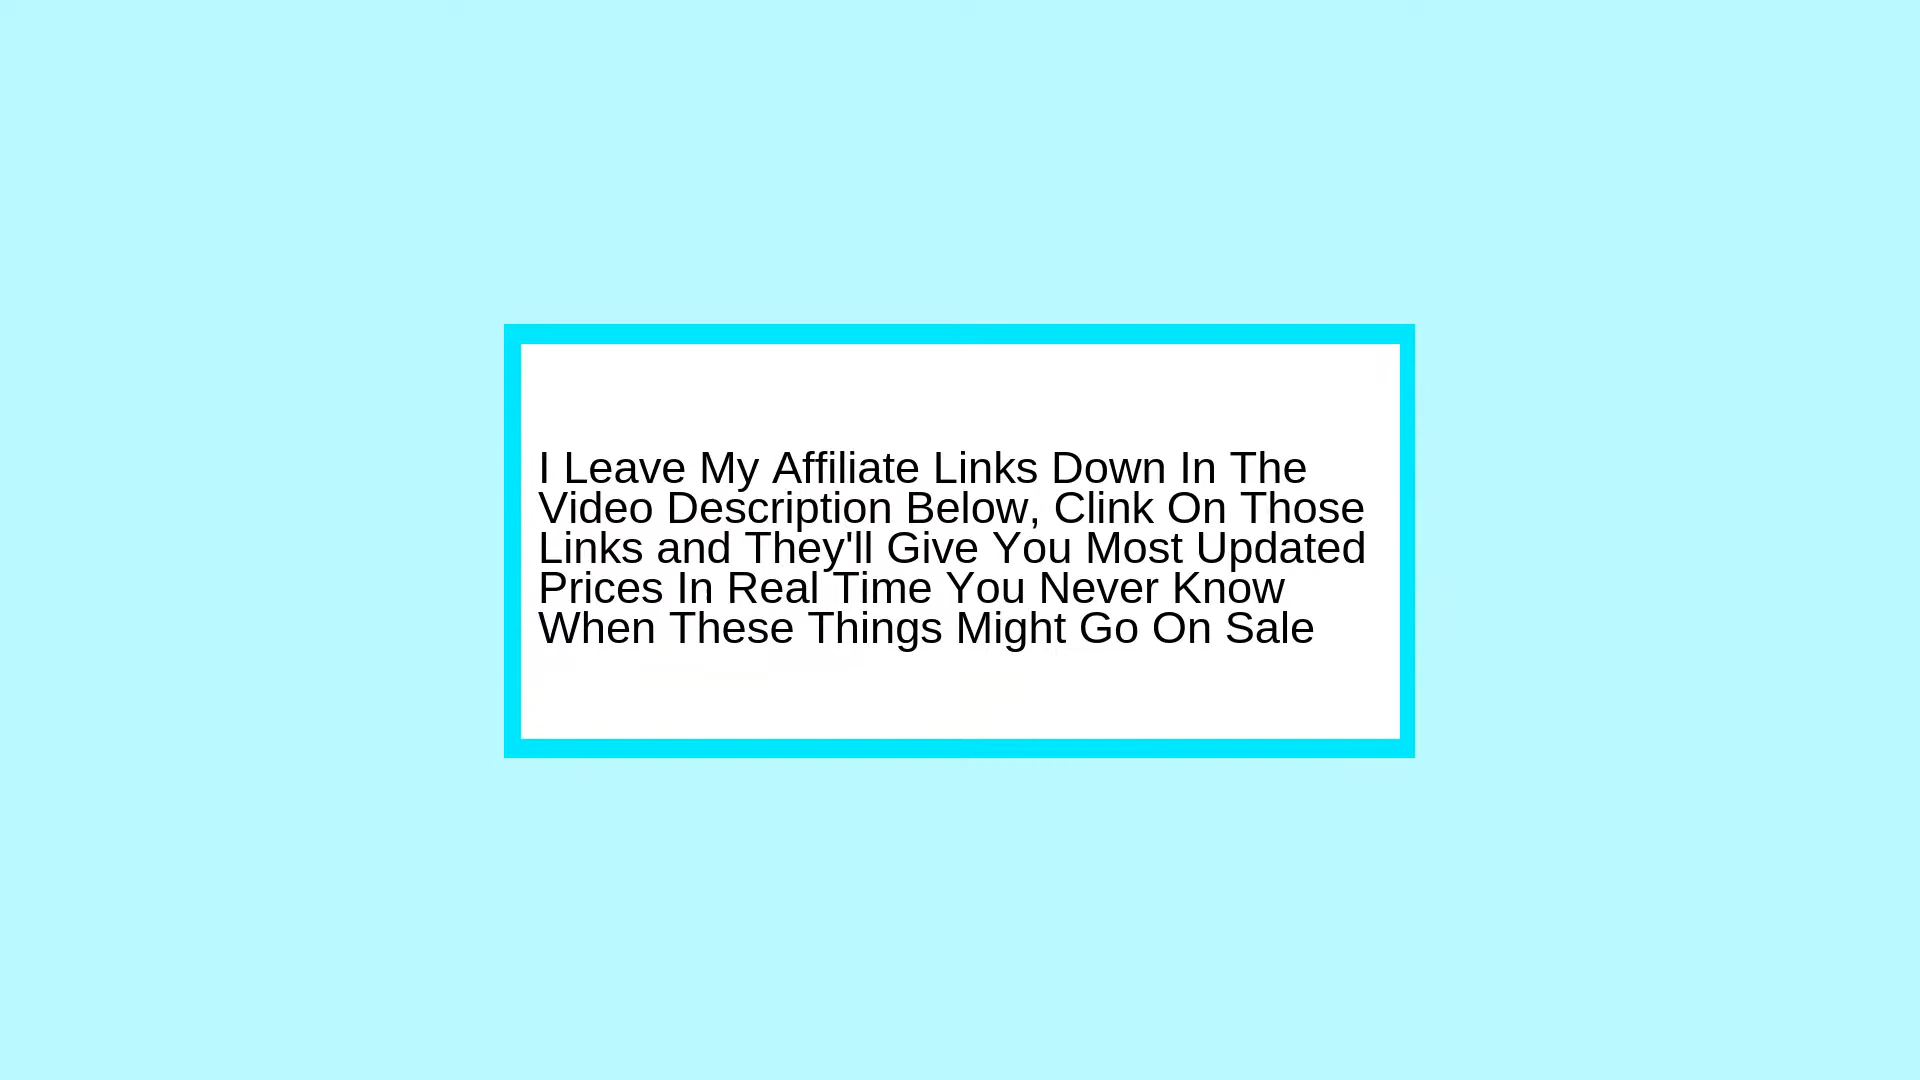 I Leave My Affiliate Links Down In The
Video Description Below, Clink On Those
Links and They'll Give You Most Updated
Prices In Real Time You Never Know
When These Things Might Go On Sale